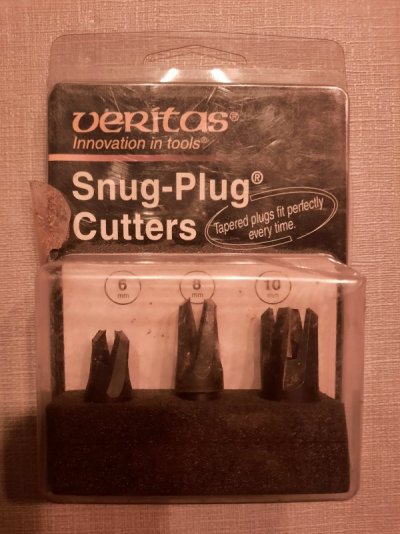 veritas®
Innovation in tools®
Snug-Plug®
Cutters
Tapered plugs fit perfectly
every time.
6
mm
8
mm
10
mm